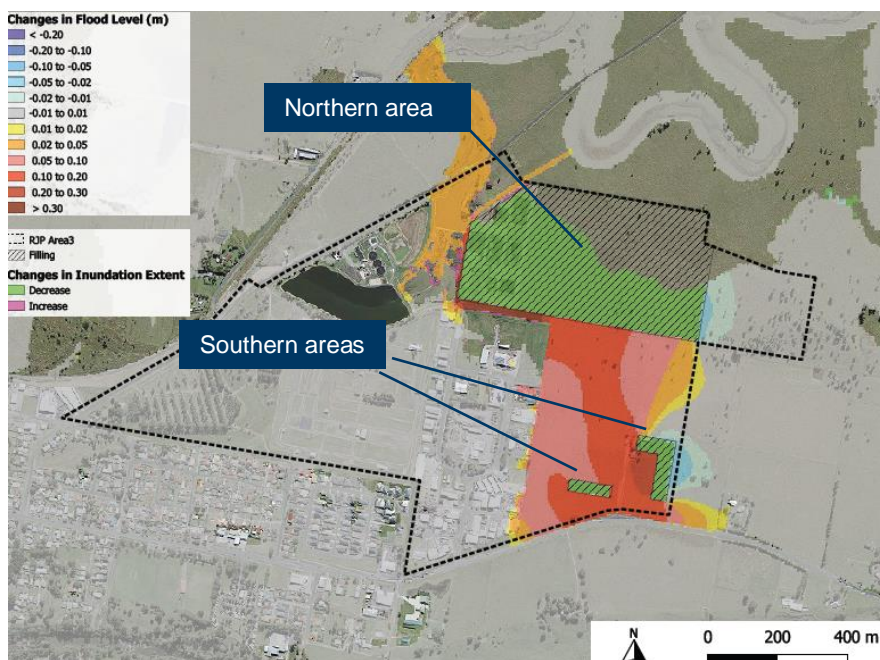 Changes in Flood Level (m)
< -0.20
-0.20 to -0.10
-0.10 to -0.05
-0.05 to -0.02
-0.02 to -0.01
-0.01 to 0.01
0.01 to 0.02
0.02 to 0.05
0.05 to 0.10
0.10 to 0.20
0.20 to 0.30
> 0.30
RJP Area3
Filling
Changes in Inundation Extent
Decrease
Increase
Northern area
Southern areas
N
0 200 400 m